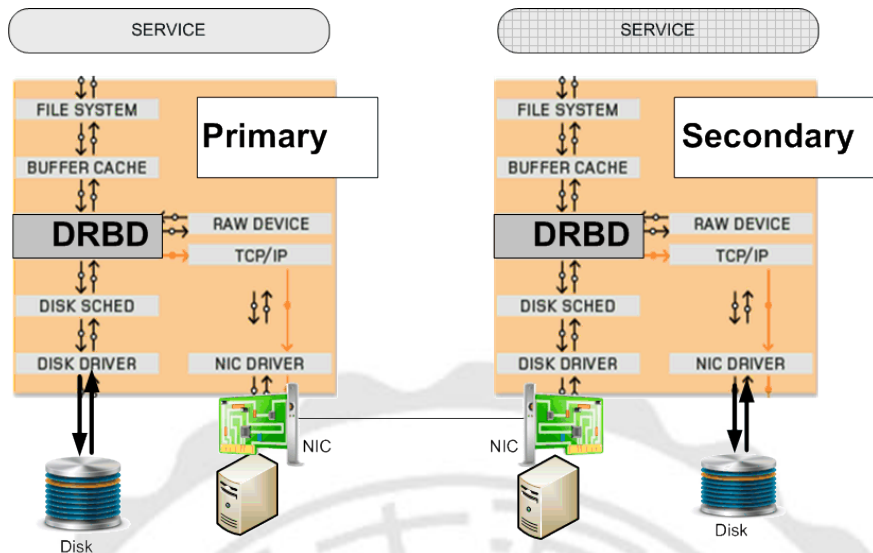 SERVICE
FILE SYSTEM
Primary
BUFFER CACHE
DRBD
RAW DEVICE
TCP/IP
DISK SCHED
DISK DRIVER
NIC DRIVER
NIC
Disk
SERVICE
FILE SYSTEM
Secondary
BUFFER CACHE
DRBD
RAW DEVICE
TCP/IP
DISK SCHED
DISK DRIVER
NIC DRIVER
NIC
Disk